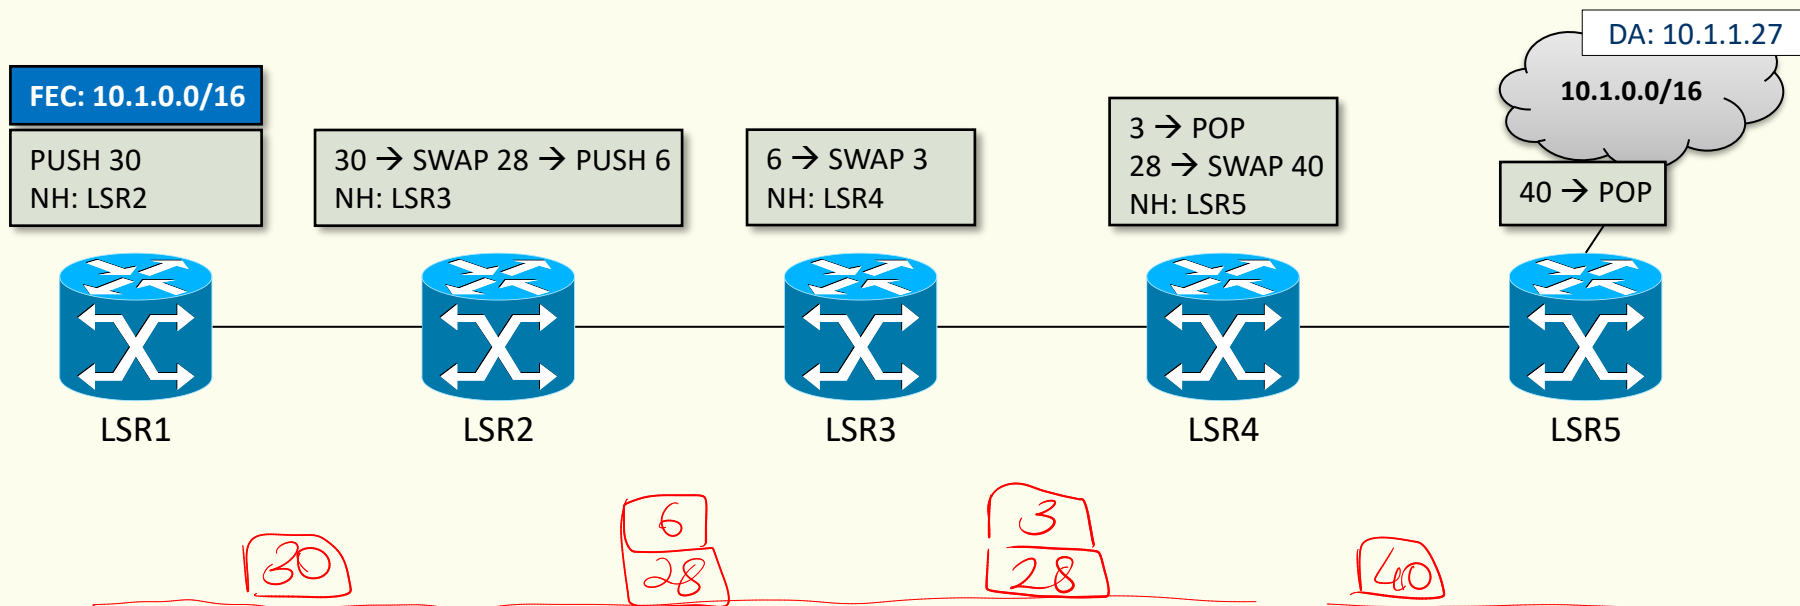 DA: 10.1.1.27
10.1.0.0/16
FEC: 10.1.0.0/16
PUSH 30
NH: LSR2
30 → SWAP 28 → PUSH 6
NH: LSR3
6 → SWAP 3
NH: LSR4
3 → POP
28 → SWAP 40
NH: LSR5
40 → POP
LSR1
LSR2
LSR3
LSR4
LSR5
30
6
28
3
28
40